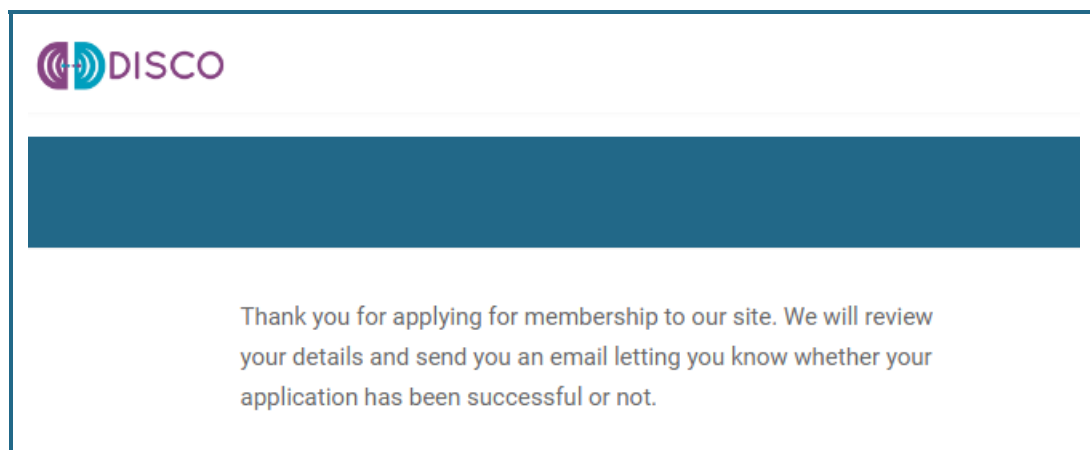 DISCO
Thank you for applying for membership to our site. We will review
your details and send you an email letting you know whether your
application has been successful or not.